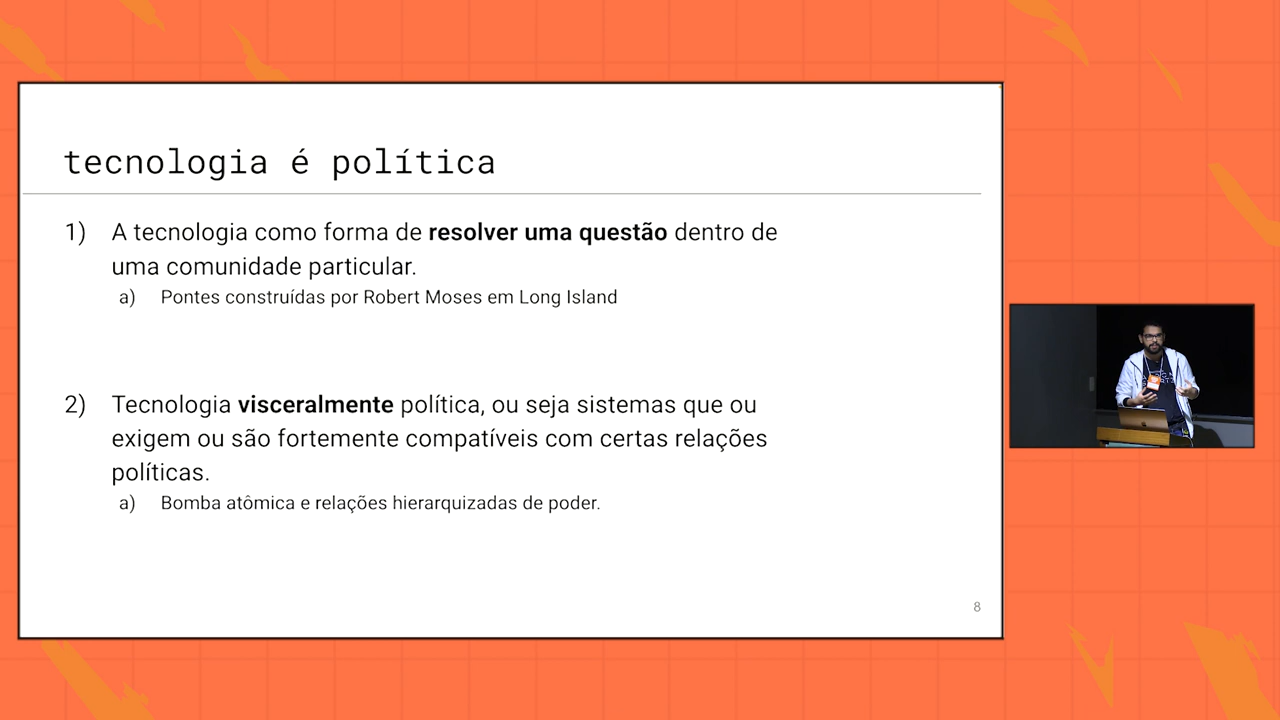 tecnologia é política
1) A tecnologia como forma de resolver uma questão dentro de
uma comunidade particular.
a) Pontes construídas por Robert Moses em Long Island
2) Tecnologia visceralmente política, ou seja sistemas que ou
exigem ou são fortemente compatíveis com certas relações
políticas.
a) Bomba atômica e relações hierarquizadas de poder.
8